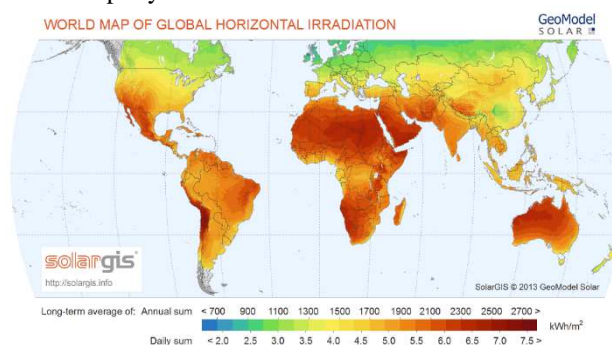 WORLD MAP OF GLOBAL HORIZONTAL IRRADIATION
GeoModel
SOLAR
solargis
http://solargis.info
SolarGIS © 2013 GeoModel Solar
Long-term average of: Annual sum < 700 900 1100 1300 1500 1700 1900 2100 2300 2500 2700 >
kWh/m²
Daily sum < 2.0 2.5 3.0 3.5 4.0 4.5 5.0 5.5 6.0 6.5 7.0 7.5 >